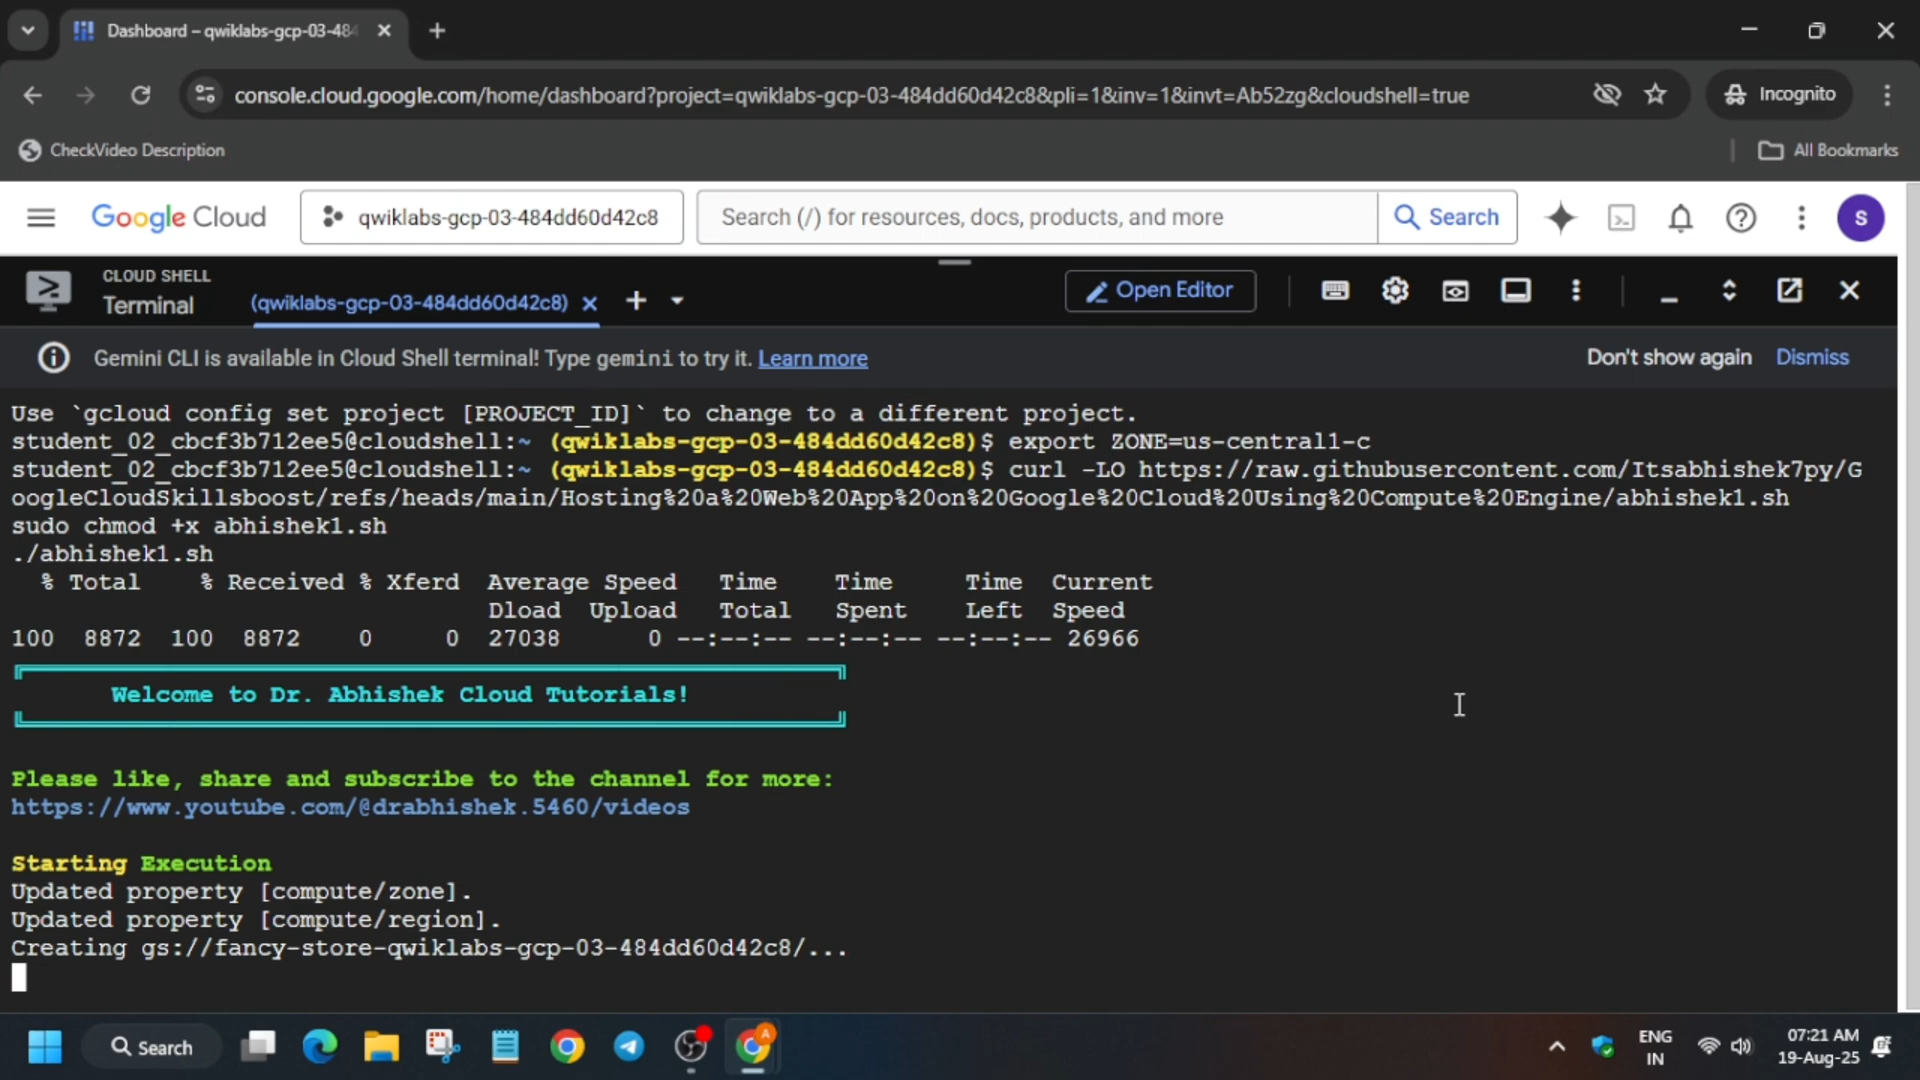 Dashboard – qwiklabs-gcp-03-484
console.cloud.google.com/home/dashboard?project=qwiklabs-gcp-03-484dd60d42c8&pli=1&inv=1&invt=Ab52zg&cloudshell=true
Incognito
CheckVideo Description
All Bookmarks
Google Cloud
qwiklabs-gcp-03-484dd60d42c8
Search (/) for resources, docs, products, and more
Search
S
CLOUD SHELL
Terminal
(qwiklabs-gcp-03-484dd60d42c8)
Open Editor
Gemini CLI is available in Cloud Shell terminal! Type gemini to try it. Learn more
Don't show again
Dismiss
Use `gcloud config set project [PROJECT_ID]` to change to a different project.
student_02_cbcf3b712ee5@cloudshell:~ (qwiklabs-gcp-03-484dd60d42c8)$ export ZONE=us-central1-c
student_02_cbcf3b712ee5@cloudshell:~ (qwiklabs-gcp-03-484dd60d42c8)$ curl -LO https://raw.githubusercontent.com/Itsabhishek7py/G
oogleCloudSkillsboost/refs/heads/main/Hosting%20a%20Web%20App%20on%20Google%20Cloud%20Using%20Compute%20Engine/abhishek1.sh
sudo chmod +x abhishek1.sh
./abhishek1.sh
% Total % Received % Xferd Average Speed Time Time Time Current
Dload Upload Total Spent Left Speed
100 8872 100 8872 0 0 27038 0 --:--:-- --:--:-- --:--:-- 26966
Welcome to Dr. Abhishek Cloud Tutorials!
Please like, share and subscribe to the channel for more:
https://www.youtube.com/@drabhishek.5460/videos
Starting Execution
Updated property [compute/zone].
Updated property [compute/region].
Creating gs://fancy-store-qwiklabs-gcp-03-484dd60d42c8/...
Search
A
ENG
IN
07:21 AM
19-Aug-25